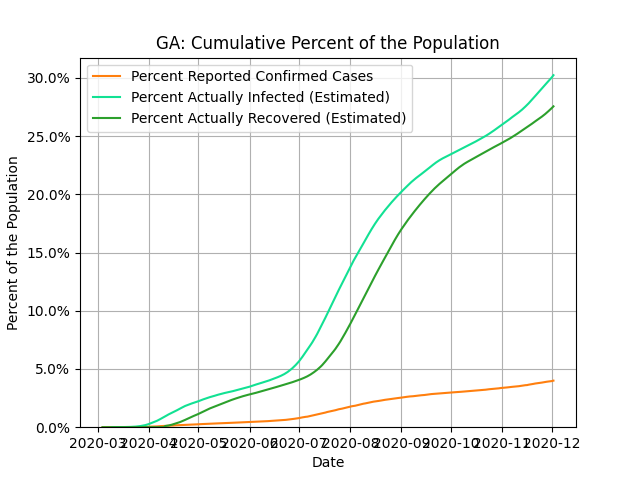 GA: Cumulative Percent of the Population
Percent Reported Confirmed Cases
Percent Actually Infected (Estimated)
Percent Actually Recovered (Estimated)
Percent of the Population
30.0%
25.0%
20.0%
15.0%
10.0%
5.0%
0.0%
2020-03 2020-04 2020-05 2020-06 2020-07 2020-08 2020-09 2020-10 2020-11 2020-12
Date